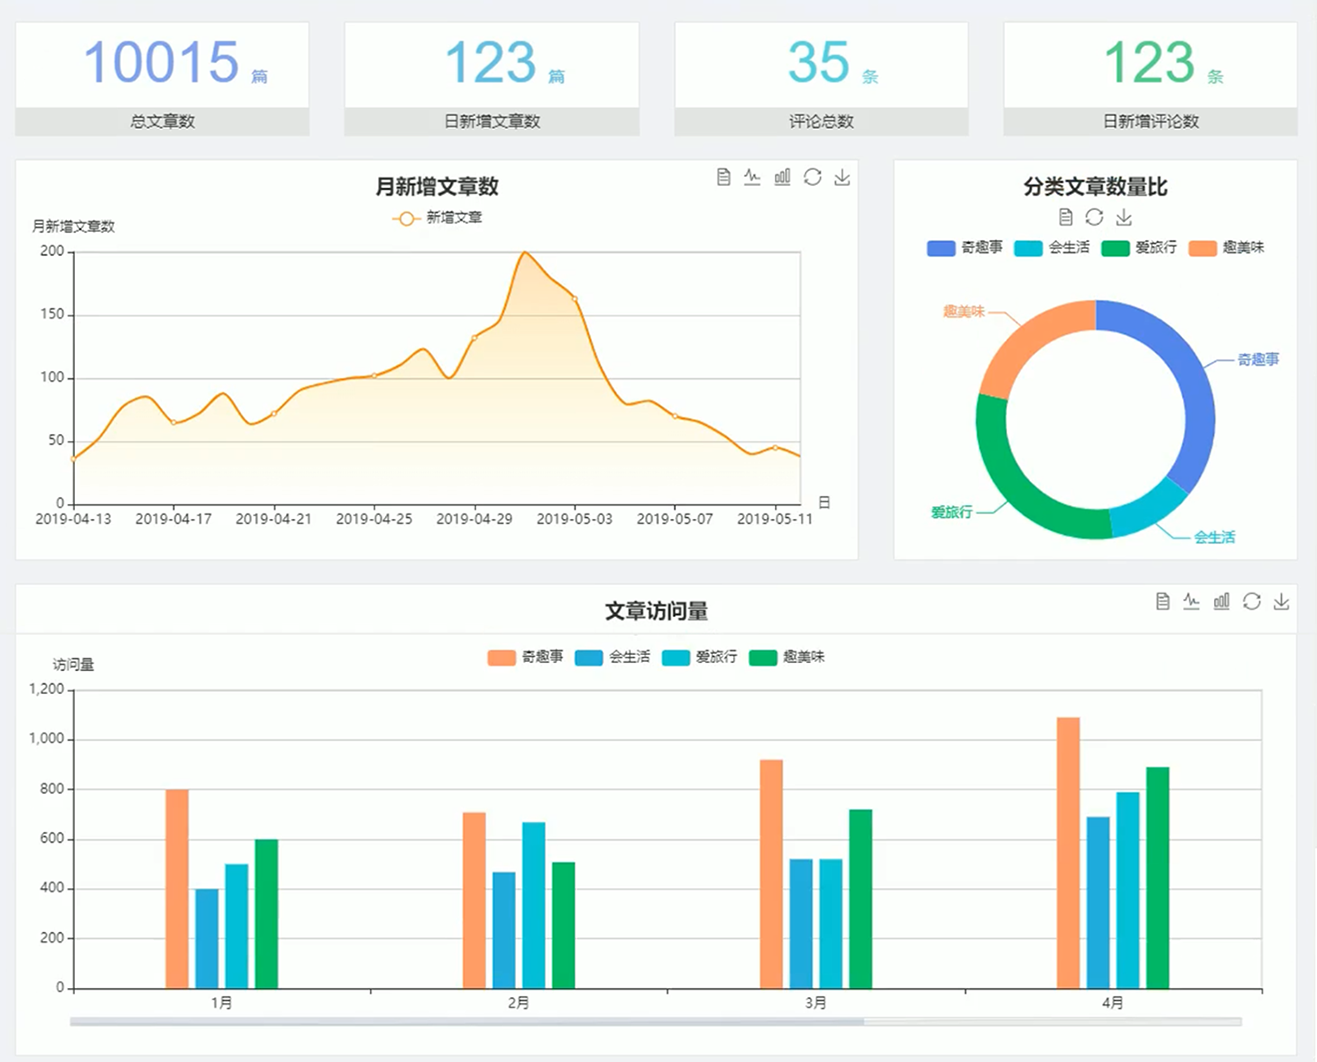 10015 篇
总文章数
123 篇
日新增文章数
35 条
评论总数
123 条
日新增评论数
月新增文章数
新增文章
月新增文章数
200
150
100
50
0
2019-04-13 2019-04-17 2019-04-21 2019-04-25 2019-04-29 2019-05-03 2019-05-07 2019-05-11
日
分类文章数量比
奇趣事 会生活 爱旅行 趣美味
趣美味
奇趣事
爱旅行
会生活
文章访问量
奇趣事 会生活 爱旅行 趣美味
访问量
1,200
1,000
800
600
400
200
0
1月 2月 3月 4月